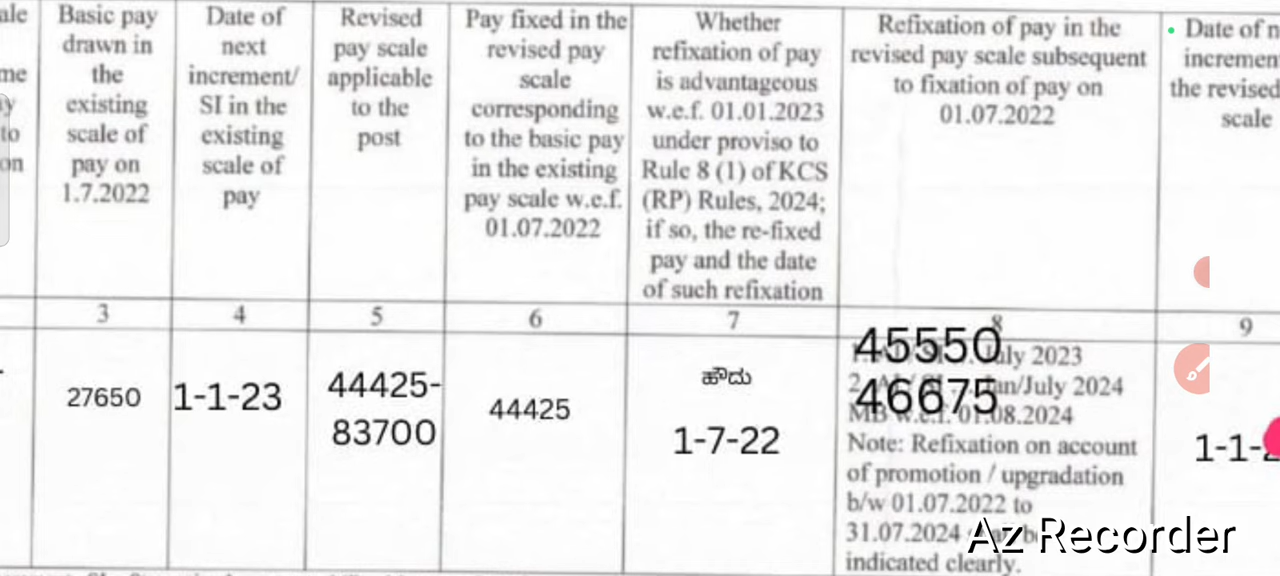 ale
me
to
on
Basic pay
drawn in
the
existing
scale of
pay on
1.7.2022
Date of
next
increment/
SI in the
existing
scale of
pay
Revised
pay scale
applicable
to the
post
Pay fixed in the
revised pay
scale
corresponding
to the basic pay
in the existing
pay scale w.e.f.
01.07.2022
Whether
refixation of pay
is advantageous
w.e.f. 01.01.2023
under proviso to
Rule 8 (1) of KCS
(RP) Rules, 2024;
if so, the re-fixed
pay and the date
of such refixation
Refixation of pay in the
revised pay scale subsequent
to fixation of pay on
01.07.2022
Date of n
increment
the revised
scale
3
4
5
6
7
8
9
27650
1-1-23
44425-
83700
44425
ಹೌದು
1-7-22
45550
July 2023
46675
2. Jan/July 2024
MB w.e.f. 01.08.2024
Note: Refixation on account
of promotion / upgradation
b/w 01.07.2022 to
31.07.2024
indicated clearly.
1-1-
Az Recorder